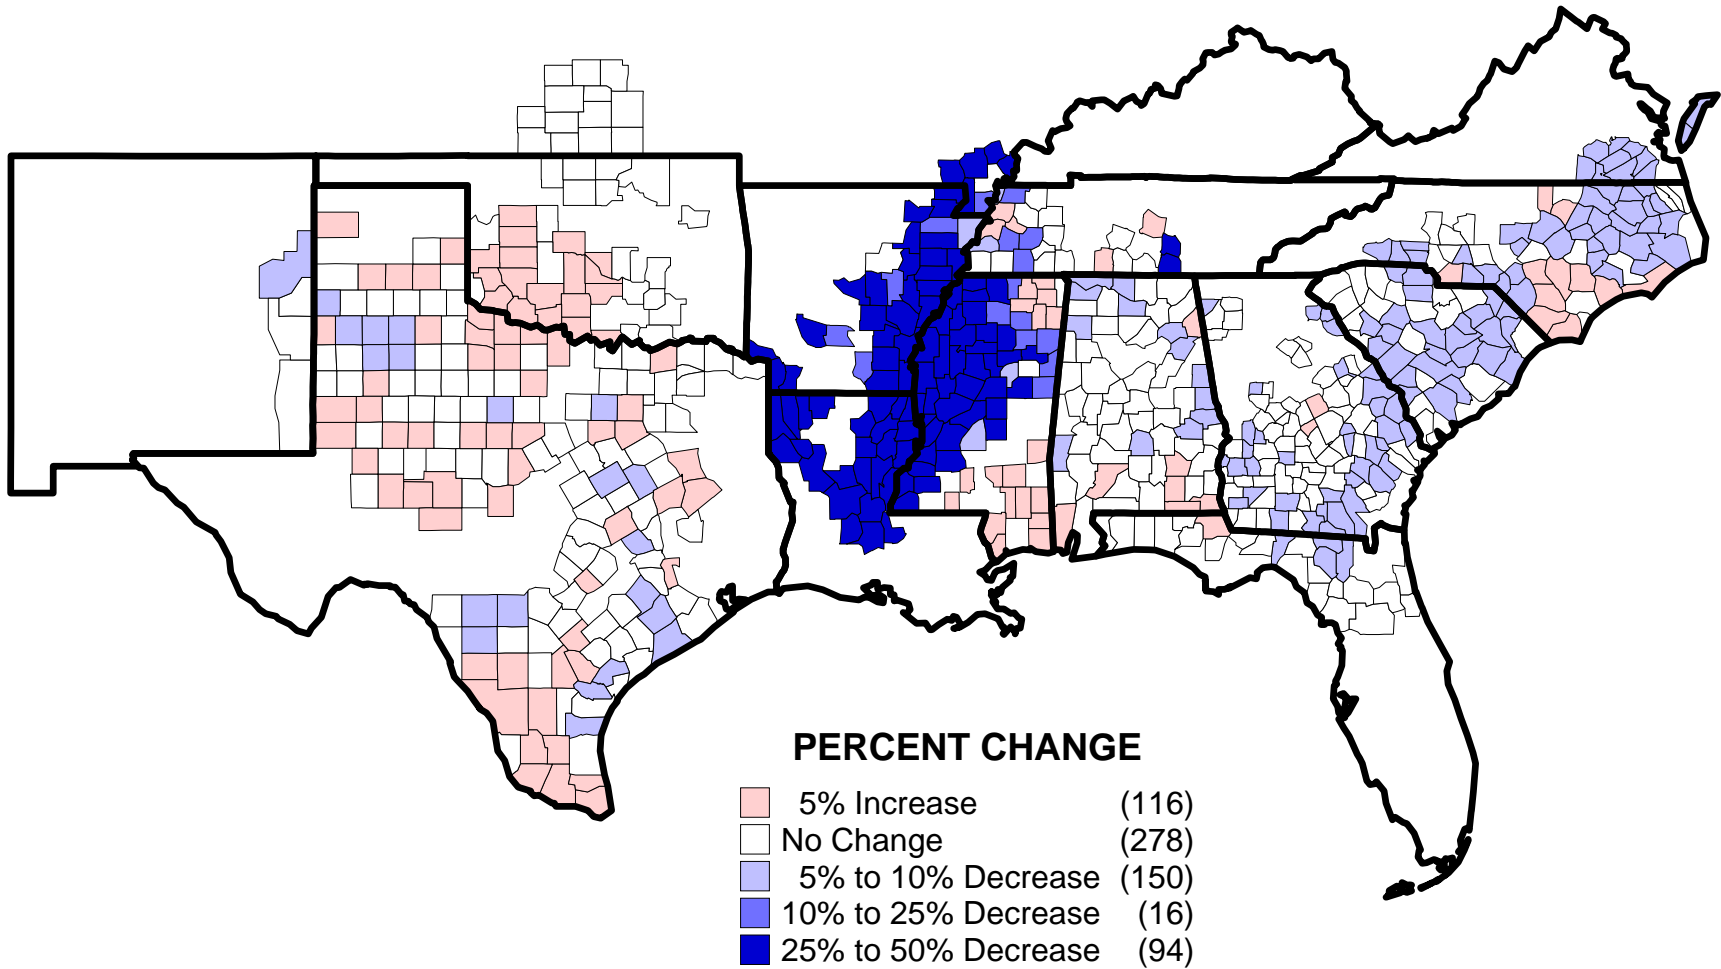 PERCENT CHANGE
5% Increase (116)
No Change (278)
5% to 10% Decrease (150)
10% to 25% Decrease (16)
25% to 50% Decrease (94)